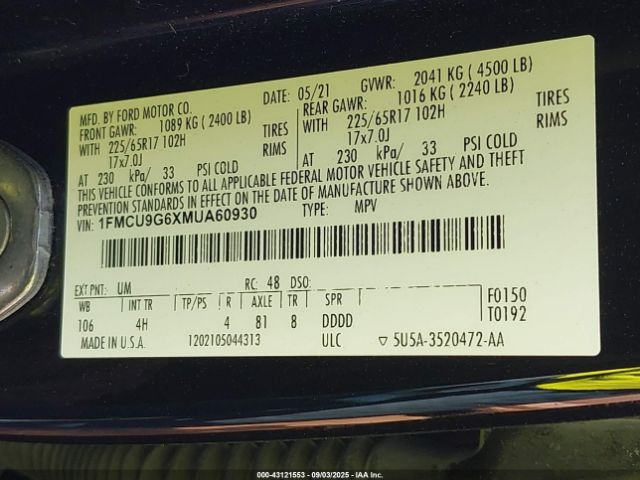 MFD. BY FORD MOTOR CO. DATE: 05/21 GVWR: 2041 KG ( 4500 LB)
FRONT GAWR: 1089 KG ( 2400 LB) REAR GAWR: 1016 KG ( 2240 LB)
WITH 225/65R17 102H TIRES WITH 225/65R17 102H TIRES
17x7.0J RIMS 17x7.0J RIMS
AT 230 kPa/ 33 PSI COLD AT 230 kPa/ 33 PSI COLD
THIS VEHICLE CONFORMS TO ALL APPLICABLE FEDERAL MOTOR VEHICLE SAFETY AND THEFT
PREVENTION STANDARDS IN EFFECT ON THE DATE OF MANUFACTURE SHOWN ABOVE.
VIN: 1FMCU9G6XMUA60930 TYPE: MPV
EXT PNT: UM RC: 48 DSO:
WB INT TR TP/PS R AXLE TR SPR F0150
106 4H 4 81 8 DDDD T0192
MADE IN U.S.A. 1202105044313 ULC ▽ 5U5A-3520472-AA
000-43121553 - 09/03/2025 - IAA Inc.